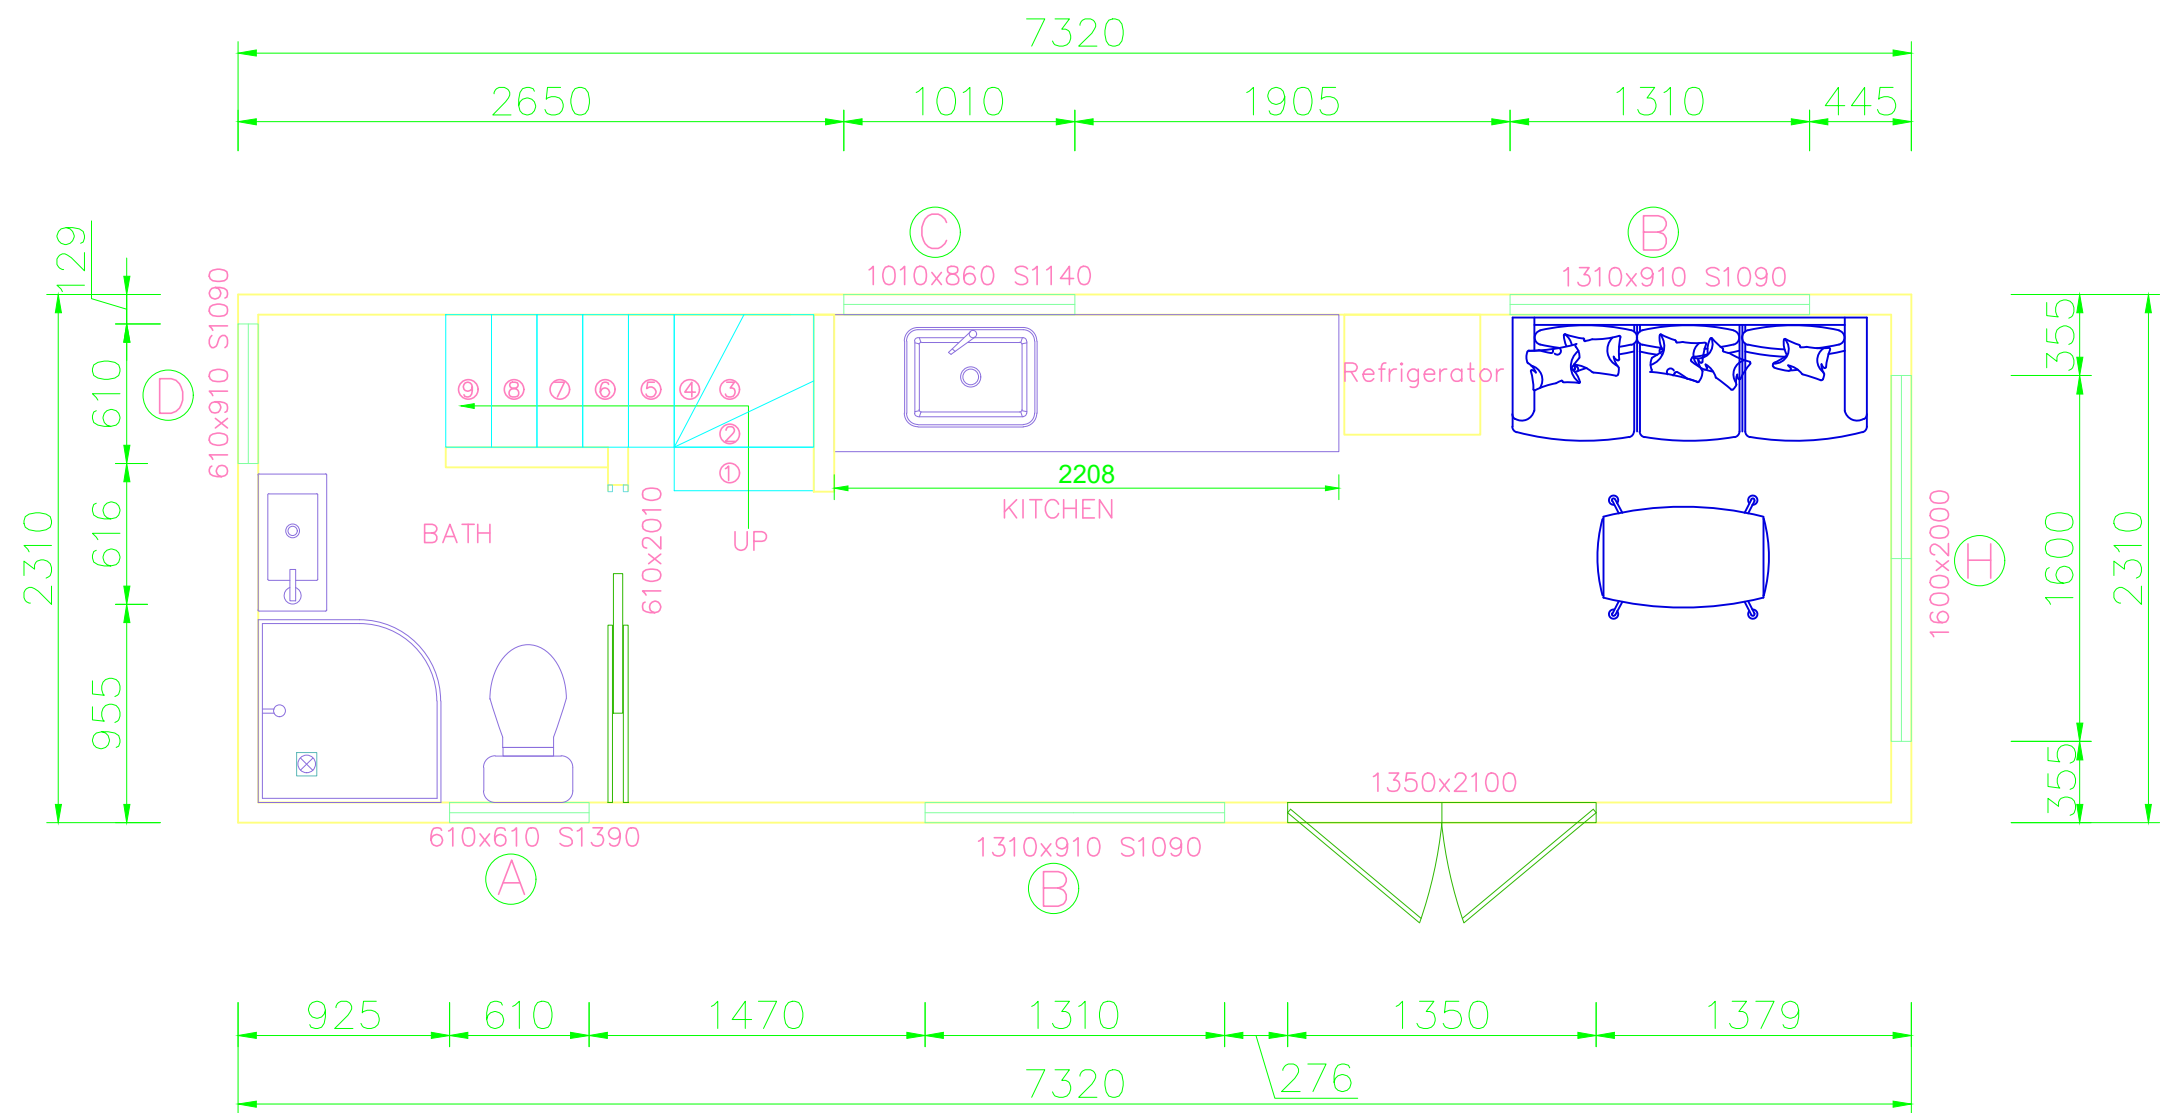 7320
2650 1010 1905 1310 445
C B
1010x860 S1140 1310x910 S1090
129
610
616
955
2310
D
610x910 S1090
9 8 7 6 5 4 3
2
1
Refrigerator
2208
KITCHEN
BATH
UP
610x2010
355
1600
355
2310
H
1600x2000
1350x2100
610x610 S1390
A
1310x910 S1090
B
925 610 1470 1310 1350 1379
276
7320